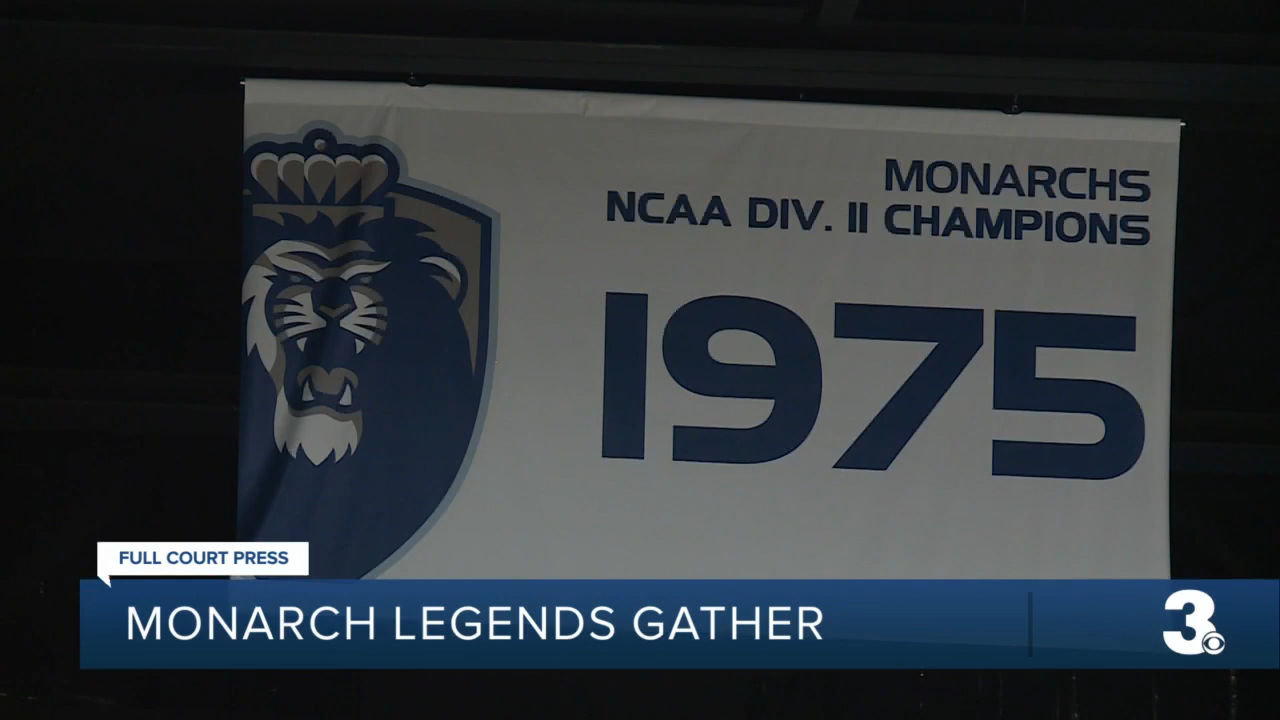 MONARCHS
NCAA DIV. II CHAMPIONS
1975
FULL COURT PRESS
MONARCH LEGENDS GATHER
3